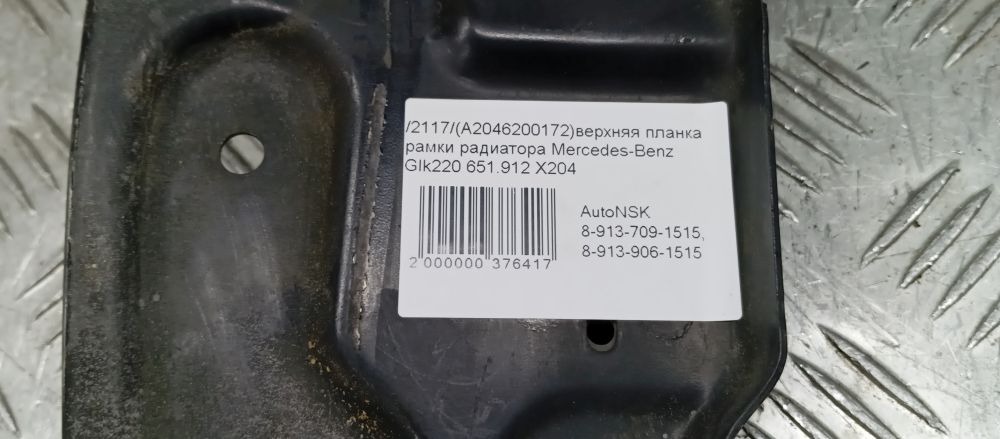 /2117/(A2046200172)верхняя планка
рамки радиатора Mercedes-Benz
Glk220 651.912 X204
AutoNSK
8-913-709-1515,
8-913-906-1515
2 000000 376417